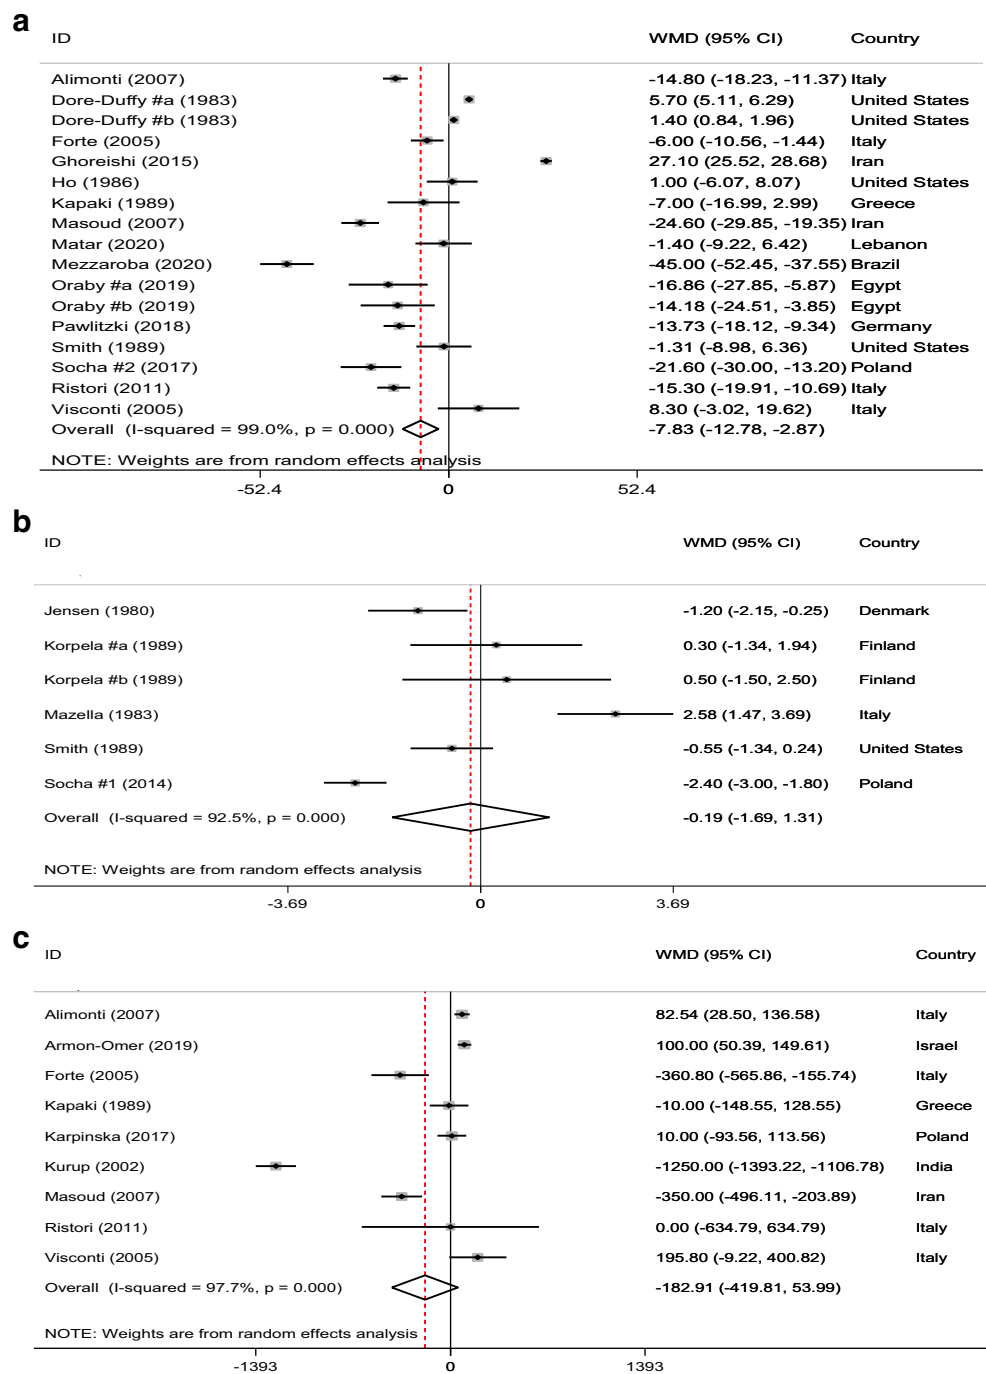 a
ID WMD (95% CI) Country
Alimonti (2007) -14.80 (-18.23, -11.37) Italy
Dore-Duffy #a (1983) 5.70 (5.11, 6.29) United States
Dore-Duffy #b (1983) 1.40 (0.84, 1.96) United States
Forte (2005) -6.00 (-10.56, -1.44) Italy
Ghoreishi (2015) 27.10 (25.52, 28.68) Iran
Ho (1986) 1.00 (-6.07, 8.07) United States
Kapaki (1989) -7.00 (-16.99, 2.99) Greece
Masoud (2007) -24.60 (-29.85, -19.35) Iran
Matar (2020) -1.40 (-9.22, 6.42) Lebanon
Mezzaroba (2020) -45.00 (-52.45, -37.55) Brazil
Oraby #a (2019) -16.86 (-27.85, -5.87) Egypt
Oraby #b (2019) -14.18 (-24.51, -3.85) Egypt
Pawlitzki (2018) -13.73 (-18.12, -9.34) Germany
Smith (1989) -1.31 (-8.98, 6.36) United States
Socha #2 (2017) -21.60 (-30.00, -13.20) Poland
Ristori (2011) -15.30 (-19.91, -10.69) Italy
Visconti (2005) 8.30 (-3.02, 19.62) Italy
Overall (I-squared = 99.0%, p = 0.000) -7.83 (-12.78, -2.87)
NOTE: Weights are from random effects analysis
-52.4 0 52.4
b
ID WMD (95% CI) Country
Jensen (1980) -1.20 (-2.15, -0.25) Denmark
Korpela #a (1989) 0.30 (-1.34, 1.94) Finland
Korpela #b (1989) 0.50 (-1.50, 2.50) Finland
Mazella (1983) 2.58 (1.47, 3.69) Italy
Smith (1989) -0.55 (-1.34, 0.24) United States
Socha #1 (2014) -2.40 (-3.00, -1.80) Poland
Overall (I-squared = 92.5%, p = 0.000) -0.19 (-1.69, 1.31)
NOTE: Weights are from random effects analysis
-3.69 0 3.69
c
ID WMD (95% CI) Country
Alimonti (2007) 82.54 (28.50, 136.58) Italy
Armon-Omer (2019) 100.00 (50.39, 149.61) Israel
Forte (2005) -360.80 (-565.86, -155.74) Italy
Kapaki (1989) -10.00 (-148.55, 128.55) Greece
Karpinska (2017) 10.00 (-93.56, 113.56) Poland
Kurup (2002) -1250.00 (-1393.22, -1106.78) India
Masoud (2007) -350.00 (-496.11, -203.89) Iran
Ristori (2011) 0.00 (-634.79, 634.79) Italy
Visconti (2005) 195.80 (-9.22, 400.82) Italy
Overall (I-squared = 97.7%, p = 0.000) -182.91 (-419.81, 53.99)
NOTE: Weights are from random effects analysis
-1393 0 1393